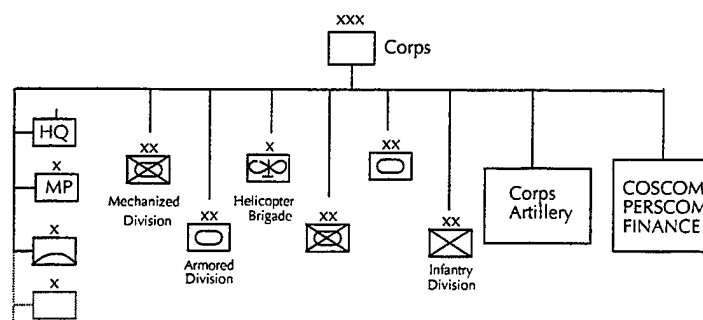 xxx
Corps
HQ
x
MP
x
x
xx
Mechanized
Division
xx
Armored
Division
x
Helicopter
Brigade
xx
xx
xx
Infantry
Division
Corps
Artillery
COSCOM
PERSCOM
FINANCE